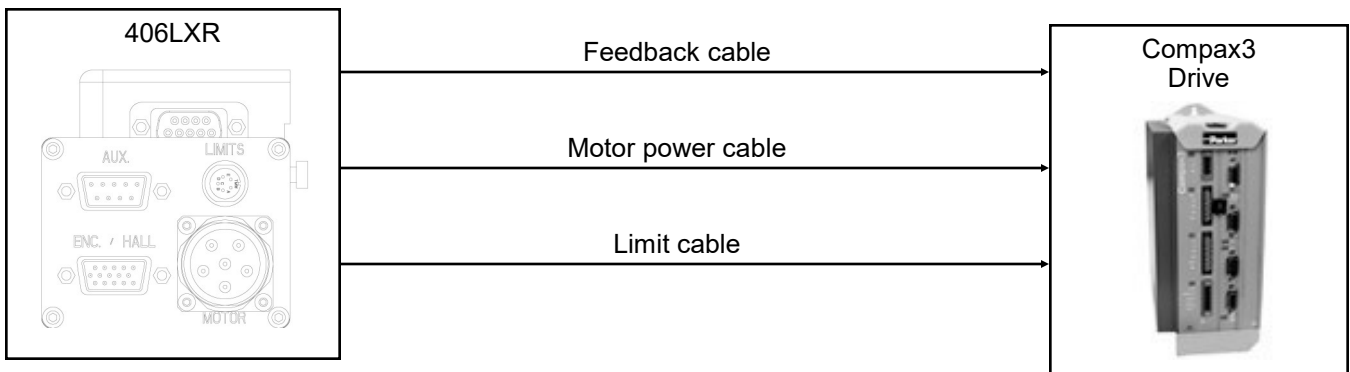 406LXR
AUX.
LIMITS
ENC. / HALL
MOTOR
Feedback cable
Motor power cable
Limit cable
Compax3
Drive
Parker